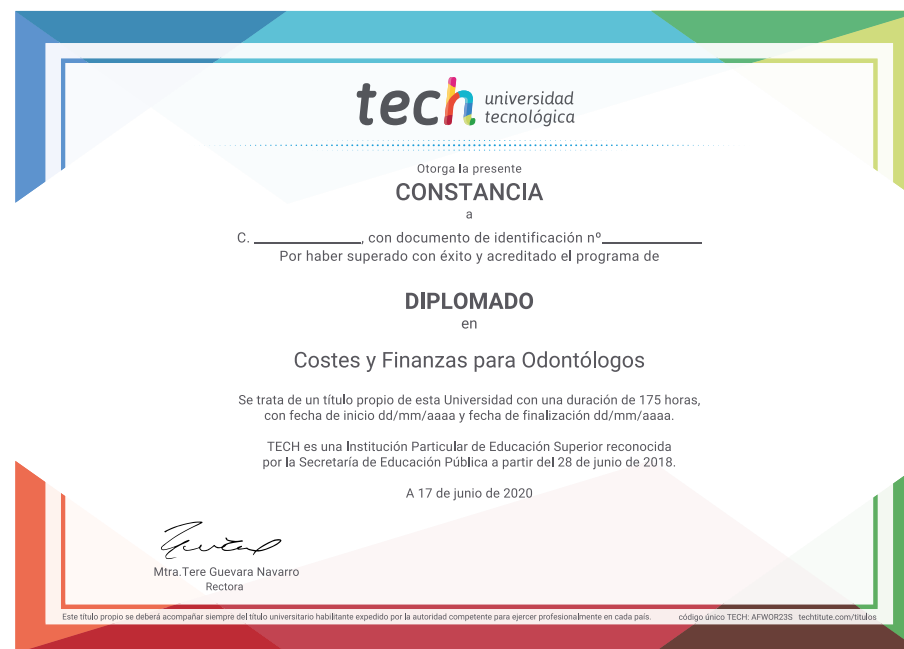 tech universidad
tecnológica
Otorga la presente
CONSTANCIA
a
C. ____________, con documento de identificación nº____________
Por haber superado con éxito y acreditado el programa de
DIPLOMADO
en
Costes y Finanzas para Odontólogos
Se trata de un título propio de esta Universidad con una duración de 175 horas,
con fecha de inicio dd/mm/aaaa y fecha de finalización dd/mm/aaaa.
TECH es una Institución Particular de Educación Superior reconocida
por la Secretaría de Educación Pública a partir del 28 de junio de 2018.
A 17 de junio de 2020
Mtra.Tere Guevara Navarro
Rectora
Este título propio se deberá acompañar siempre del título universitario habilitante expedido por la autoridad competente para ejercer profesionalmente en cada país. código único TECH: AFWOR23S techtitute.com/titulos